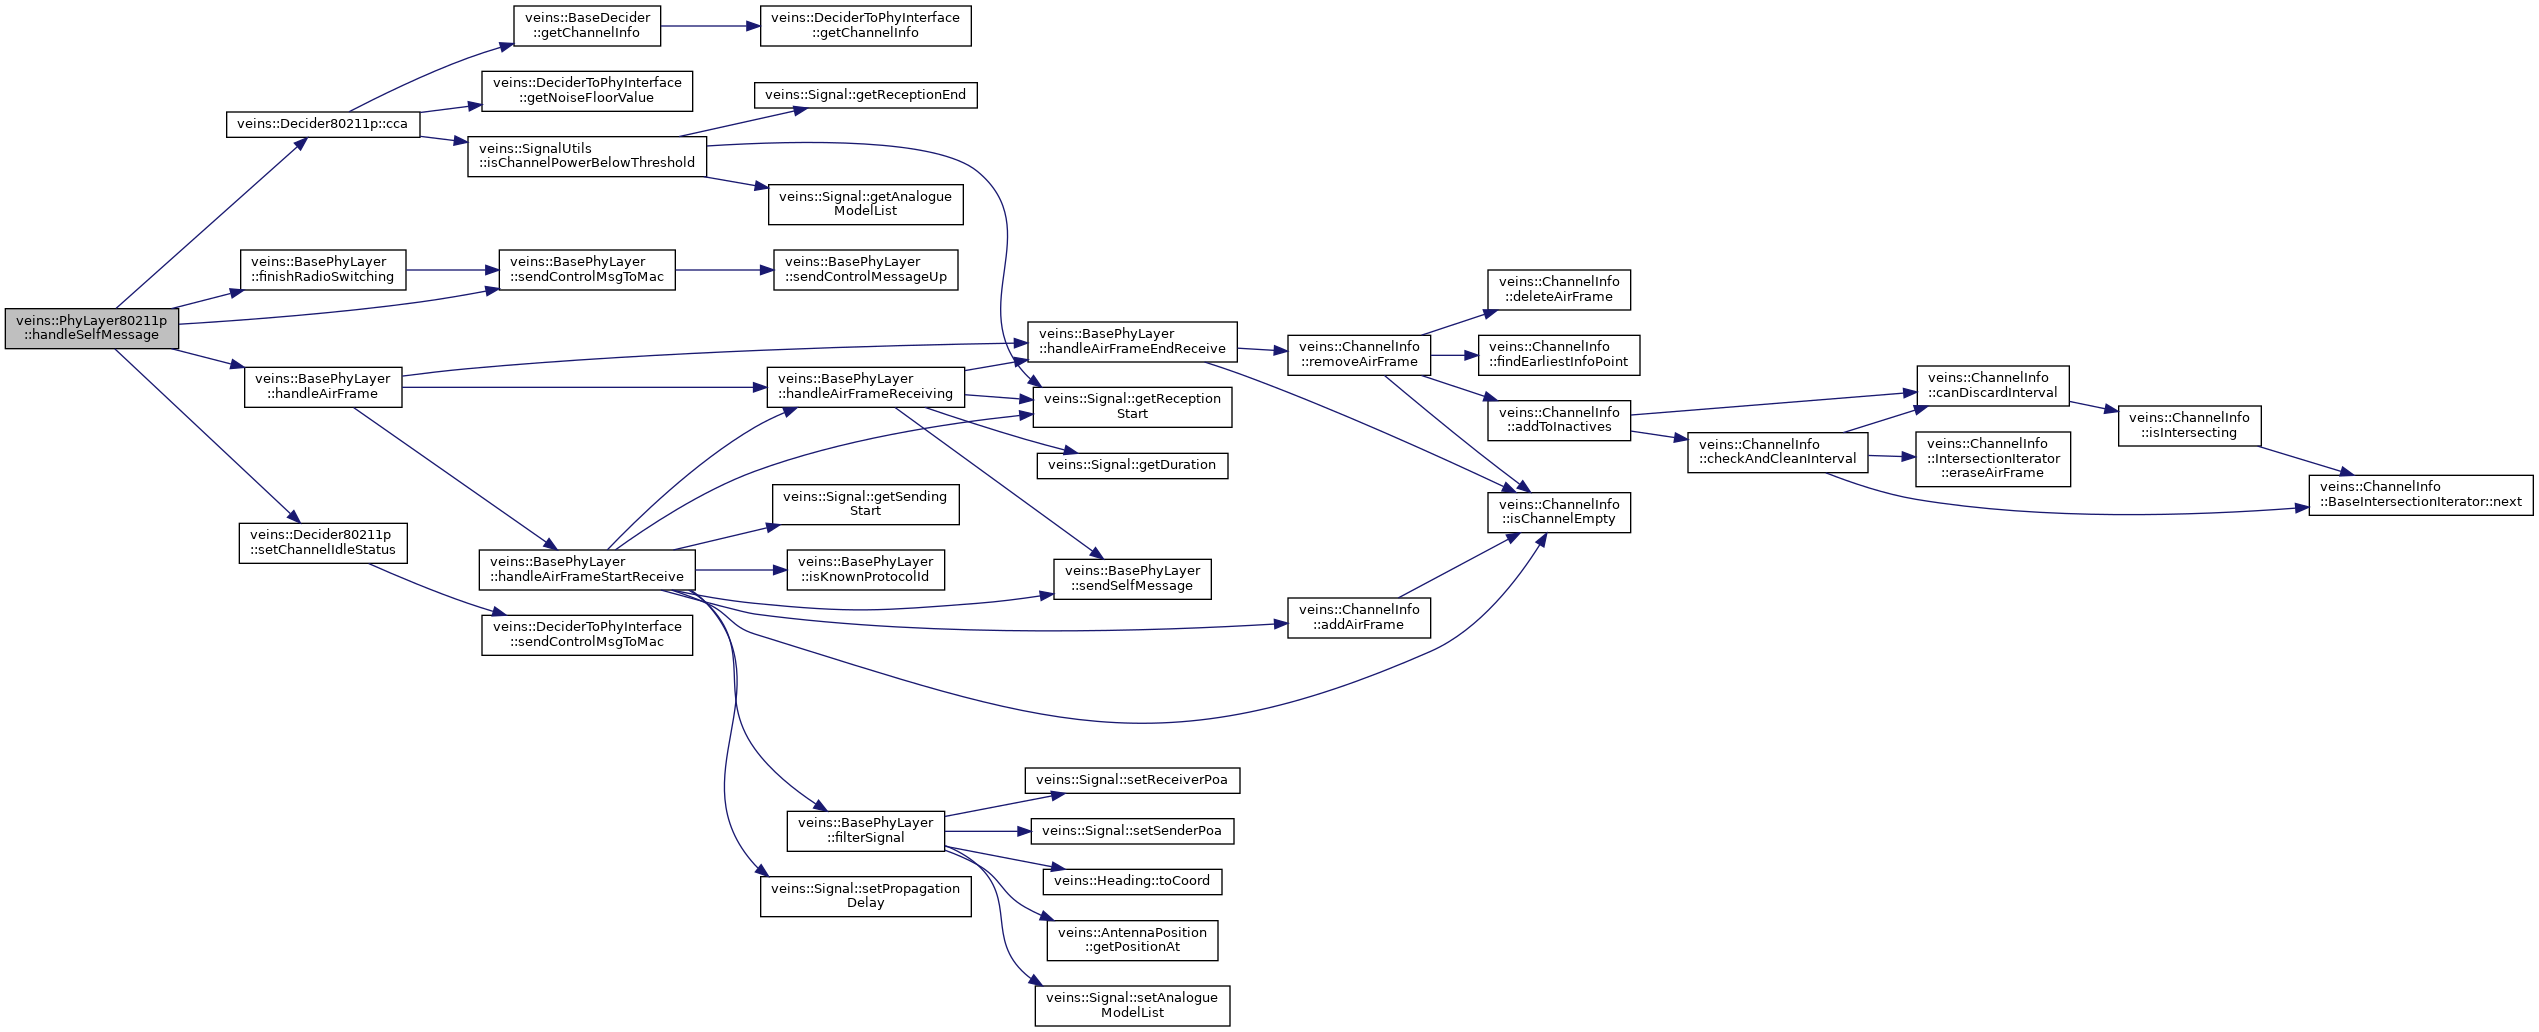 veins::PhyLayer80211p
::handleSelfMessage
veins::Decider80211p::cca
veins::BaseDecider
::getChannelInfo
veins::DeciderToPhyInterface
::getChannelInfo
veins::DeciderToPhyInterface
::getNoiseFloorValue
veins::SignalUtils
::isChannelPowerBelowThreshold
veins::Signal::getReceptionEnd
veins::Signal::getAnalogue
ModelList
veins::BasePhyLayer
::finishRadioSwitching
veins::BasePhyLayer
::sendControlMsgToMac
veins::BasePhyLayer
::sendControlMessageUp
veins::BasePhyLayer
::handleAirFrame
veins::BasePhyLayer
::handleAirFrameReceiving
veins::BasePhyLayer
::handleAirFrameEndReceive
veins::Signal::getReception
Start
veins::Signal::getDuration
veins::ChannelInfo
::removeAirFrame
veins::ChannelInfo
::deleteAirFrame
veins::ChannelInfo
::findEarliestInfoPoint
veins::ChannelInfo
::addToInactives
veins::ChannelInfo
::isChannelEmpty
veins::ChannelInfo
::checkAndCleanInterval
veins::ChannelInfo
::canDiscardInterval
veins::ChannelInfo
::IntersectionIterator
::eraseAirFrame
veins::ChannelInfo
::isIntersecting
veins::ChannelInfo
::BaseIntersectionIterator::next
veins::Decider80211p
::setChannelIdleStatus
veins::DeciderToPhyInterface
::sendControlMsgToMac
veins::BasePhyLayer
::handleAirFrameStartReceive
veins::Signal::getSending
Start
veins::BasePhyLayer
::isKnownProtocolId
veins::BasePhyLayer
::sendSelfMessage
veins::ChannelInfo
::addAirFrame
veins::BasePhyLayer
::filterSignal
veins::Signal::setPropagation
Delay
veins::Signal::setReceiverPoa
veins::Signal::setSenderPoa
veins::Heading::toCoord
veins::AntennaPosition
::getPositionAt
veins::Signal::setAnalogue
ModelList